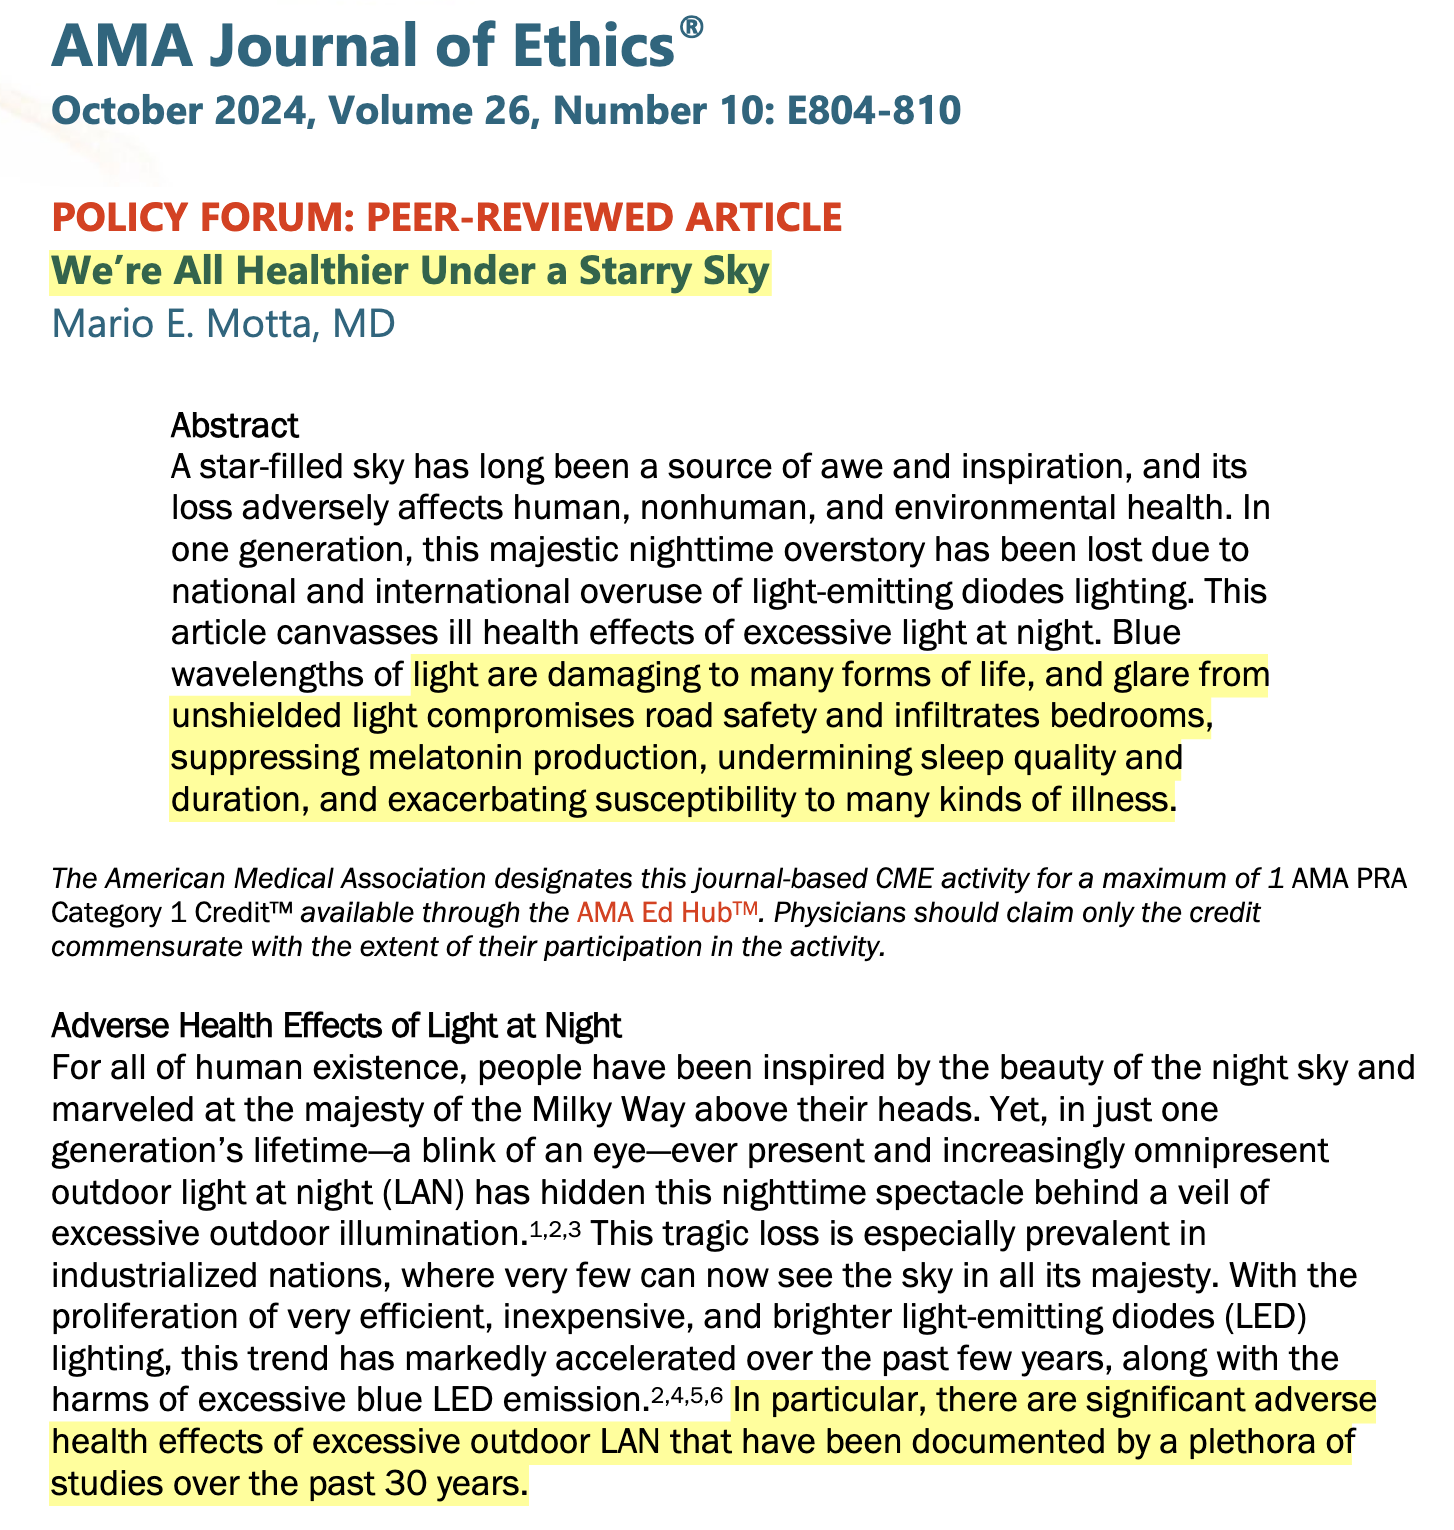 AMA Journal of Ethics®
October 2024, Volume 26, Number 10: E804-810
POLICY FORUM: PEER-REVIEWED ARTICLE
We’re All Healthier Under a Starry Sky
Mario E. Motta, MD
Abstract
A star-filled sky has long been a source of awe and inspiration, and its
loss adversely affects human, nonhuman, and environmental health. In
one generation, this majestic nighttime overstory has been lost due to
national and international overuse of light-emitting diodes lighting. This
article canvasses ill health effects of excessive light at night. Blue
wavelengths of light are damaging to many forms of life, and glare from
unshielded light compromises road safety and infiltrates bedrooms,
suppressing melatonin production, undermining sleep quality and
duration, and exacerbating susceptibility to many kinds of illness.
The American Medical Association designates this journal-based CME activity for a maximum of 1 AMA PRA
Category 1 Credit™ available through the AMA Ed Hub™. Physicians should claim only the credit
commensurate with the extent of their participation in the activity.
Adverse Health Effects of Light at Night
For all of human existence, people have been inspired by the beauty of the night sky and
marveled at the majesty of the Milky Way above their heads. Yet, in just one
generation’s lifetime—a blink of an eye—ever present and increasingly omnipresent
outdoor light at night (LAN) has hidden this nighttime spectacle behind a veil of
excessive outdoor illumination.1,2,3 This tragic loss is especially prevalent in
industrialized nations, where very few can now see the sky in all its majesty. With the
proliferation of very efficient, inexpensive, and brighter light-emitting diodes (LED)
lighting, this trend has markedly accelerated over the past few years, along with the
harms of excessive blue LED emission.2,4,5,6 In particular, there are significant adverse
health effects of excessive outdoor LAN that have been documented by a plethora of
studies over the past 30 years.